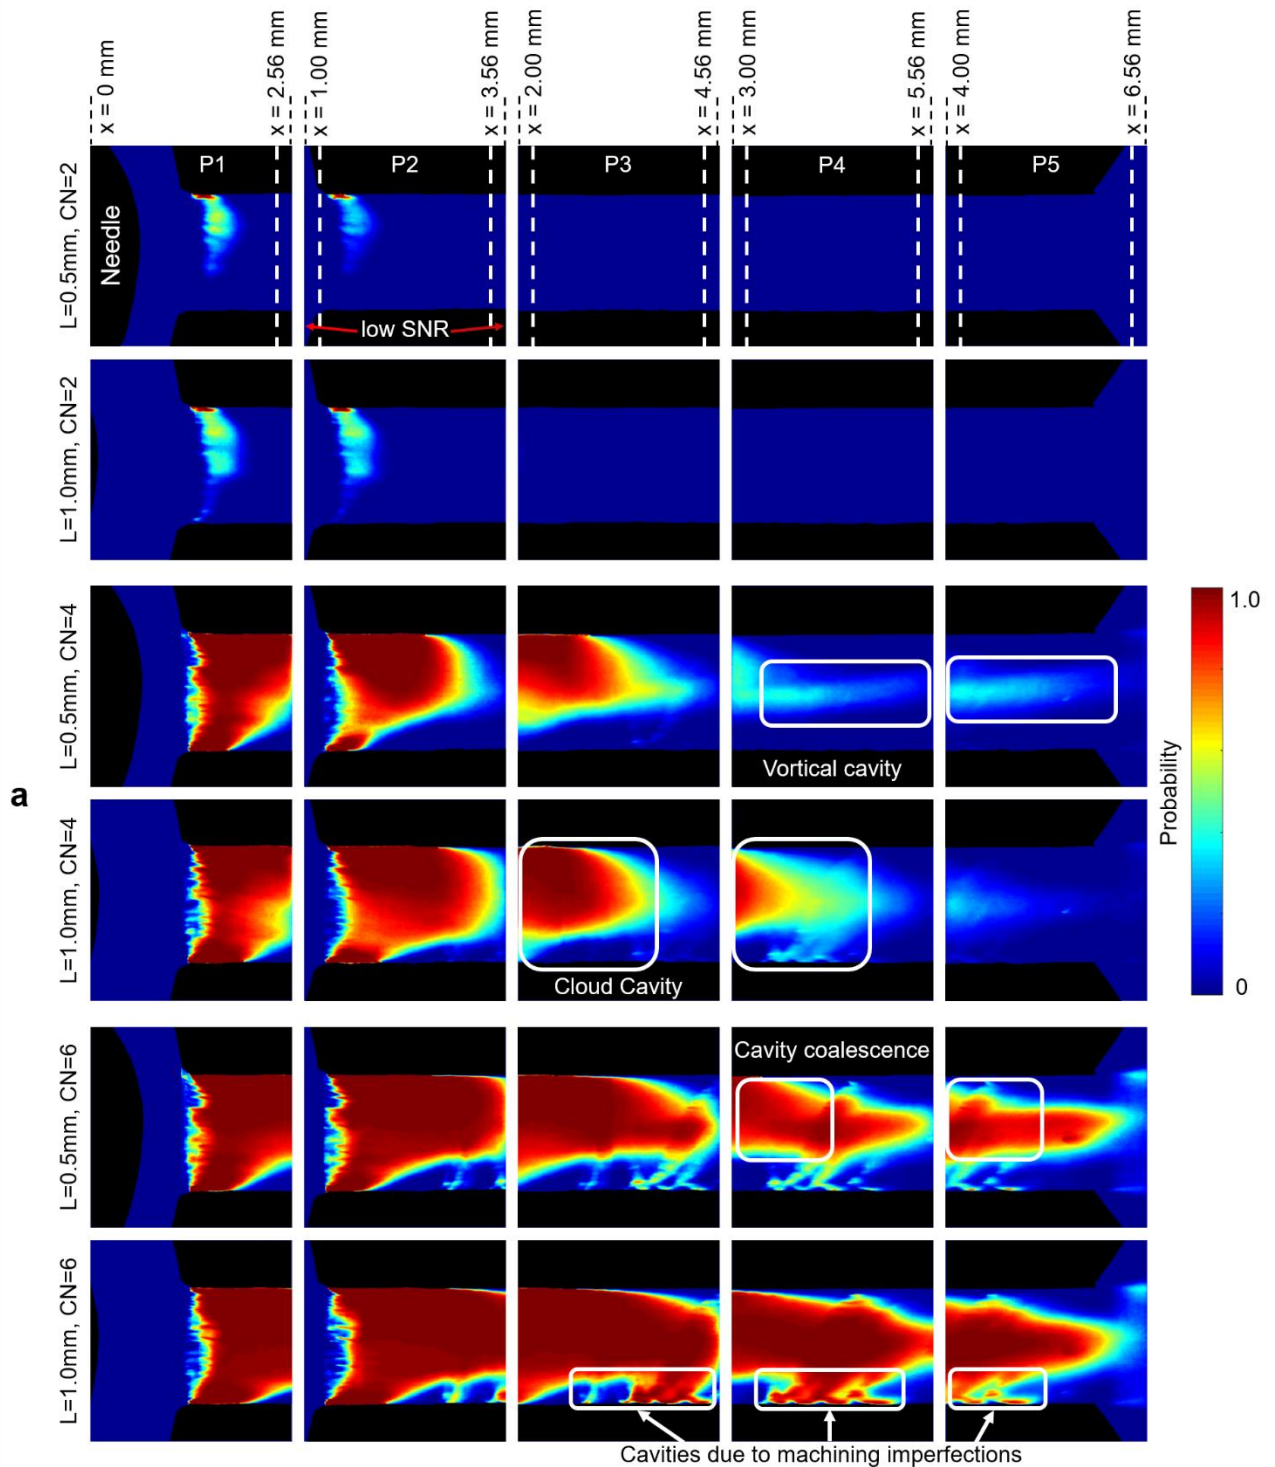 x = 0 mm
x = 2.56 mm
x = 1.00 mm
x = 3.56 mm
x = 2.00 mm
x = 4.56 mm
x = 3.00 mm
x = 5.56 mm
x = 4.00 mm
x = 6.56 mm
L=0.5mm, CN=2
Needle
P1
P2
P3
P4
P5
low SNR
L=1.0mm, CN=2
L=0.5mm, CN=4
Vortical cavity
a
L=1.0mm, CN=4
Cloud Cavity
1.0
Probability
0
L=0.5mm, CN=6
Cavity coalescence
L=1.0mm, CN=6
Cavities due to machining imperfections